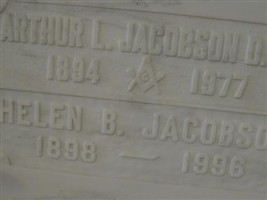 ARTHUR L. JACOBSON D.
1894 G 1977
HELEN B. JACOBSO
1898 — 1996